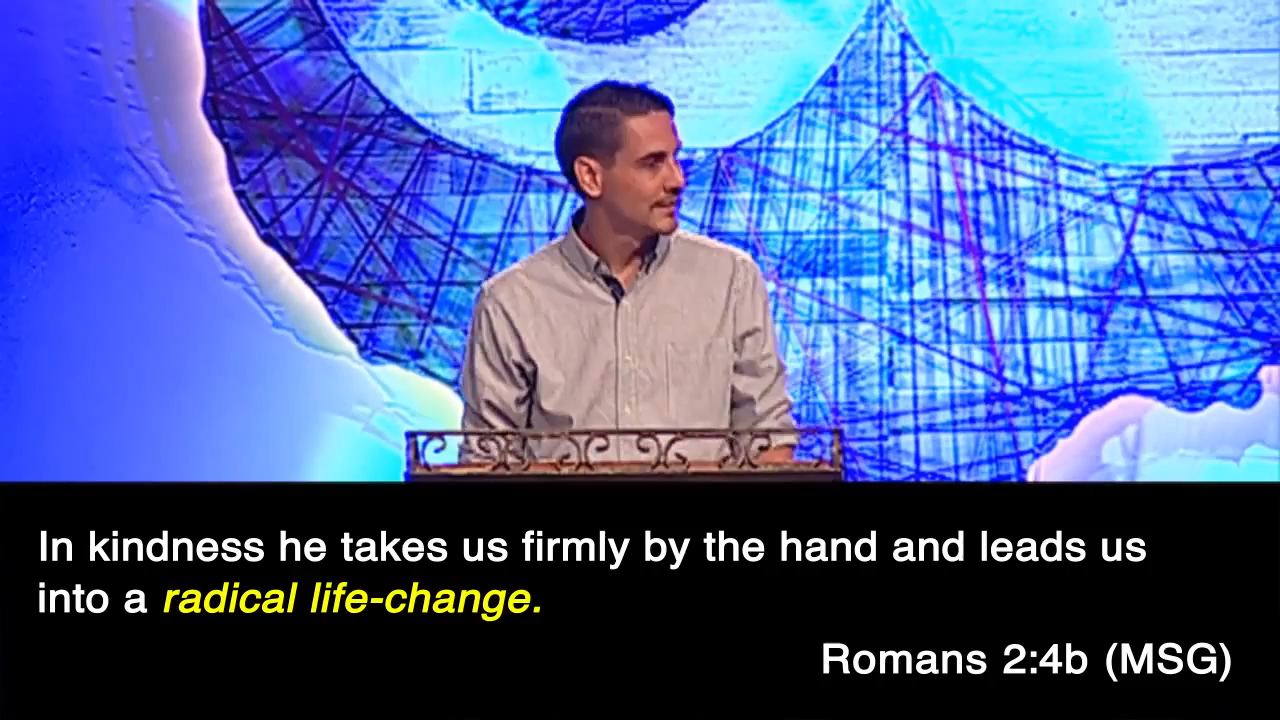 In kindness he takes us firmly by the hand and leads us
into a radical life-change.
Romans 2:4b (MSG)